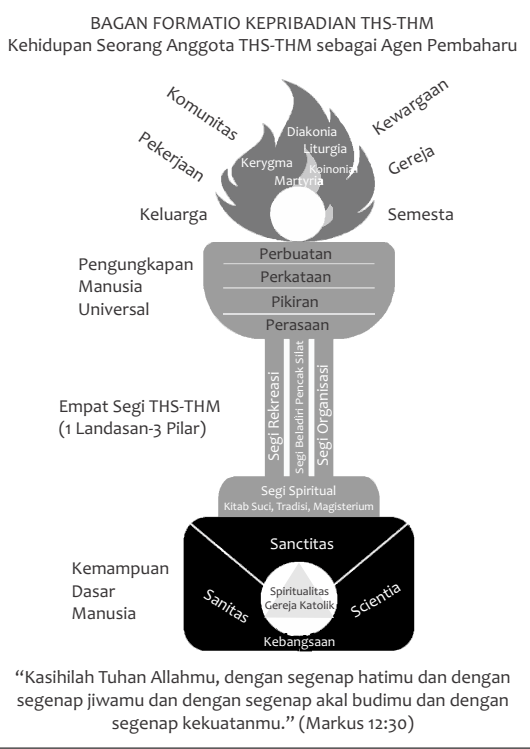 BAGAN FORMATIO KEPRIBADIAN THS-THM
Kehidupan Seorang Anggota THS-THM sebagai Agen Pembaharu
Komunitas
Pekerjaan
Keluarga
Kewargaan
Gereja
Semesta
Diakonia
Liturgia
Kerygma
Koinonia
Martyria
Pengungkapan
Manusia
Universal
Perbuatan
Perkataan
Pikiran
Perasaan
Empat Segi THS-THM
(1 Landasan-3 Pilar)
Segi Rekreasi
Segi Beladiri Pencak Silat
Segi Organisasi
Segi Spiritual
Kitab Suci, Tradisi, Magisterium
Kemampuan
Dasar
Manusia
Sanctitas
Sanitas
Scientia
Spiritualitas
Gereja Katolik
Kebangsaan
“Kasihilah Tuhan Allahmu, dengan segenap hatimu dan dengan
segenap jiwamu dan dengan segenap akal budimu dan dengan
segenap kekuatanmu.” (Markus 12:30)